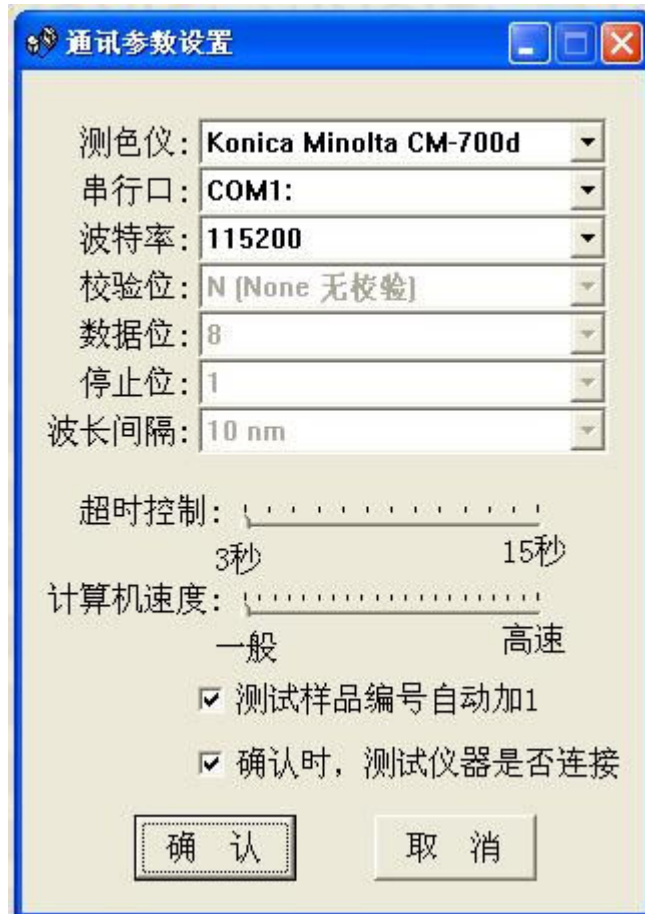 通讯参数设置
测色仪: Konica Minolta CM-700d
串行口: COM1:
波特率: 115200
校验位: N (None 无校验)
数据位: 8
停止位: 1
波长间隔: 10 nm
超时控制:
3秒 15秒
计算机速度:
一般 高速
测试样品编号自动加1
确认时, 测试仪器是否连接
确 认 取 消